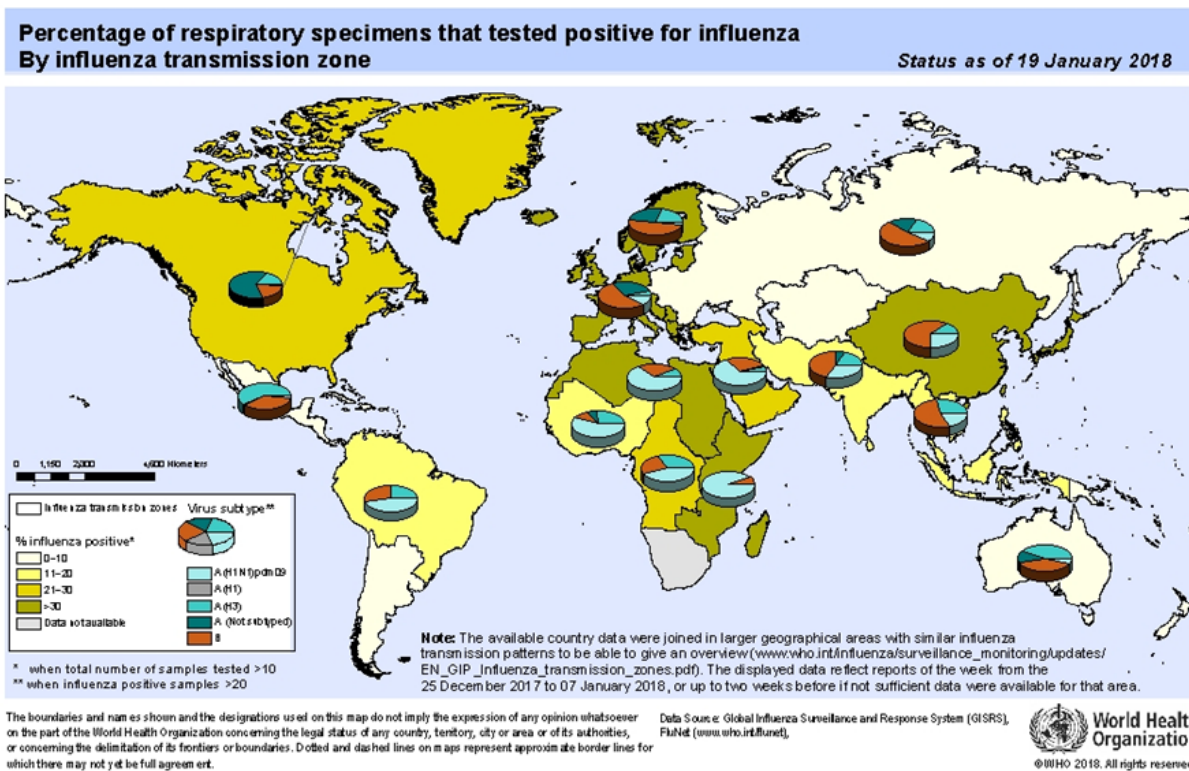 Percentage of respiratory specimens that tested positive for influenza
By influenza transmission zone
Status as of 19 January 2018
0 1,150 2,300 4,600 Kilometers
Influenza transmission zones
Virus subtype**
% influenza positive*
0-10
11-20
21-30
>30
Data not available
A(H1N1)pdm09
A(H1)
A(H3)
A (Not subtyped)
B
* when total number of samples tested >10
** when influenza positive samples >20
Note: The available country data were joined in larger geographical areas with similar influenza
transmission patterns to be able to give an overview (www.who.int/influenza/surveillance_monitoring/updates/
EN_GIP_Influenza_transmission_zones.pdf). The displayed data reflect reports of the week from the
25 December 2017 to 07 January 2018, or up to two weeks before if not sufficient data were available for that area.
The boundaries and names shown and the designations used on this map do not imply the expression of any opinion whatsoever
on the part of the World Health Organization concerning the legal status of any country, territory, city or area or of its authorities,
or concerning the delimitation of its frontiers or boundaries. Dotted and dashed lines on maps represent approximate border lines for
which there may not yet be full agreement.
Data Source: Global Influenza Surveillance and Response System (GISRS),
FluNet (www.who.int/flunet),
World Healt
Organizatio
©WHO 2018. All rights reserve